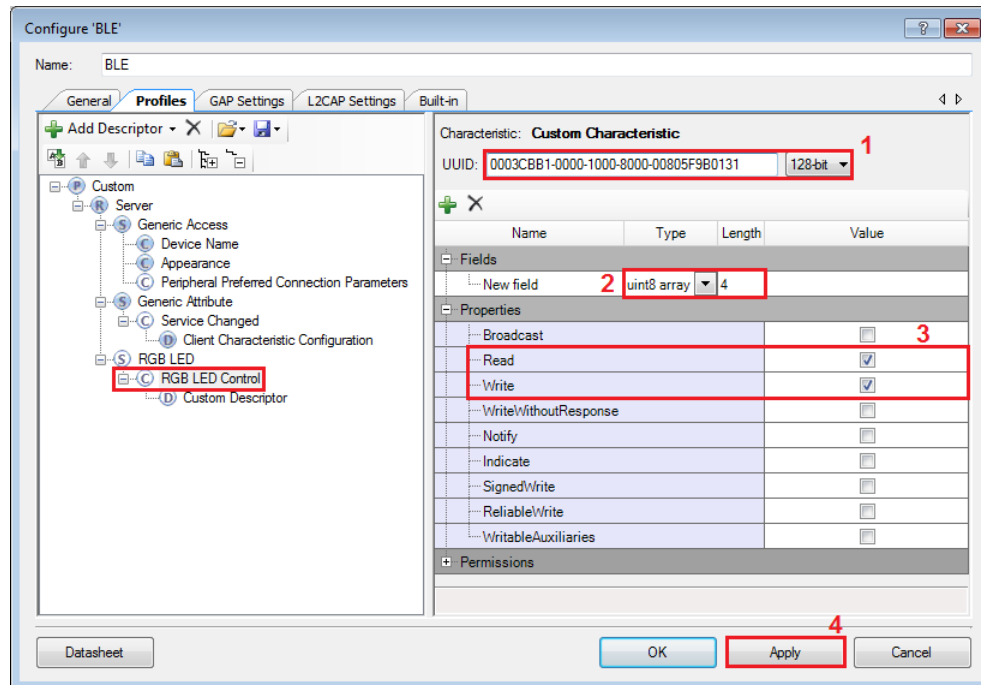 Configure 'BLE'
Name: BLE
General Profiles GAP Settings L2CAP Settings Built-in
Add Descriptor
Custom
Server
Generic Access
Device Name
Appearance
Peripheral Preferred Connection Parameters
Generic Attribute
Service Changed
Client Characteristic Configuration
RGB LED
RGB LED Control
Custom Descriptor
Characteristic: Custom Characteristic
1
UUID: 0003CBB1-0000-1000-8000-00805F9B0131 128-bit
Name Type Length Value
Fields
New field 2 uint8 array 4
Properties
Broadcast 3
Read
Write
WriteWithoutResponse
Notify
Indicate
SignedWrite
ReliableWrite
WritableAuxiliaries
Permissions
4
Datasheet OK Apply Cancel